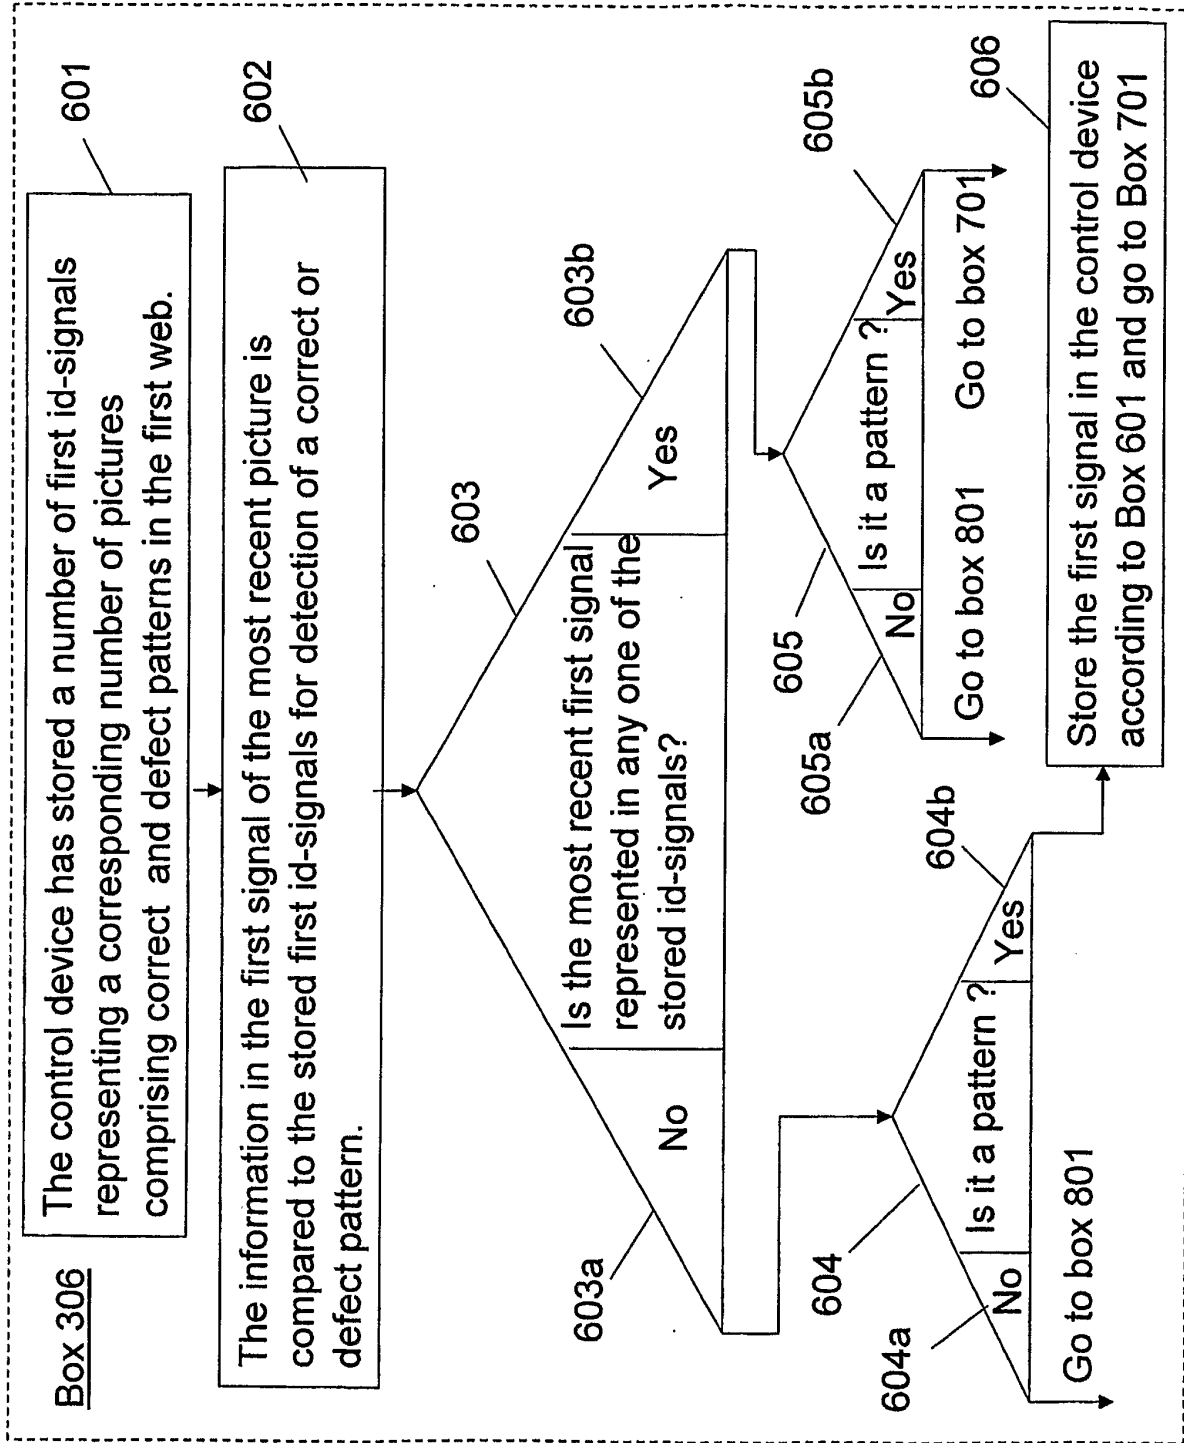 Box 306
601
The control device has stored a number of first id-signals
representing a corresponding number of pictures
comprising correct and defect patterns in the first web.
602
The information in the first signal of the most recent picture is
compared to the stored first id-signals for detection of a correct or
defect pattern.
603
603a
603b
No
Is the most recent first signal
represented in any one of the
stored id-signals?
Yes
604
604a
604b
No
Is it a pattern ?
Yes
Go to box 801
605
605a
605b
No
Is it a pattern ?
Yes
Go to box 801
Go to box 701
606
Store the first signal in the control device
according to Box 601 and go to Box 701